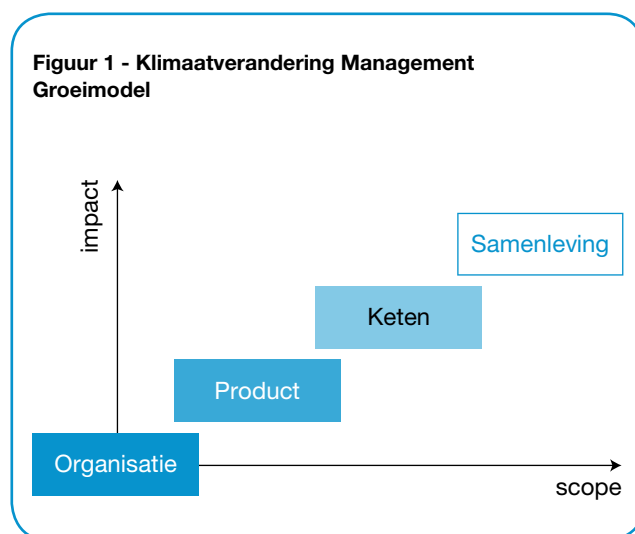 Figuur 1 - Klimaatverandering Management
Groeimodel
impact
Samenleving
Keten
Product
Organisatie
scope